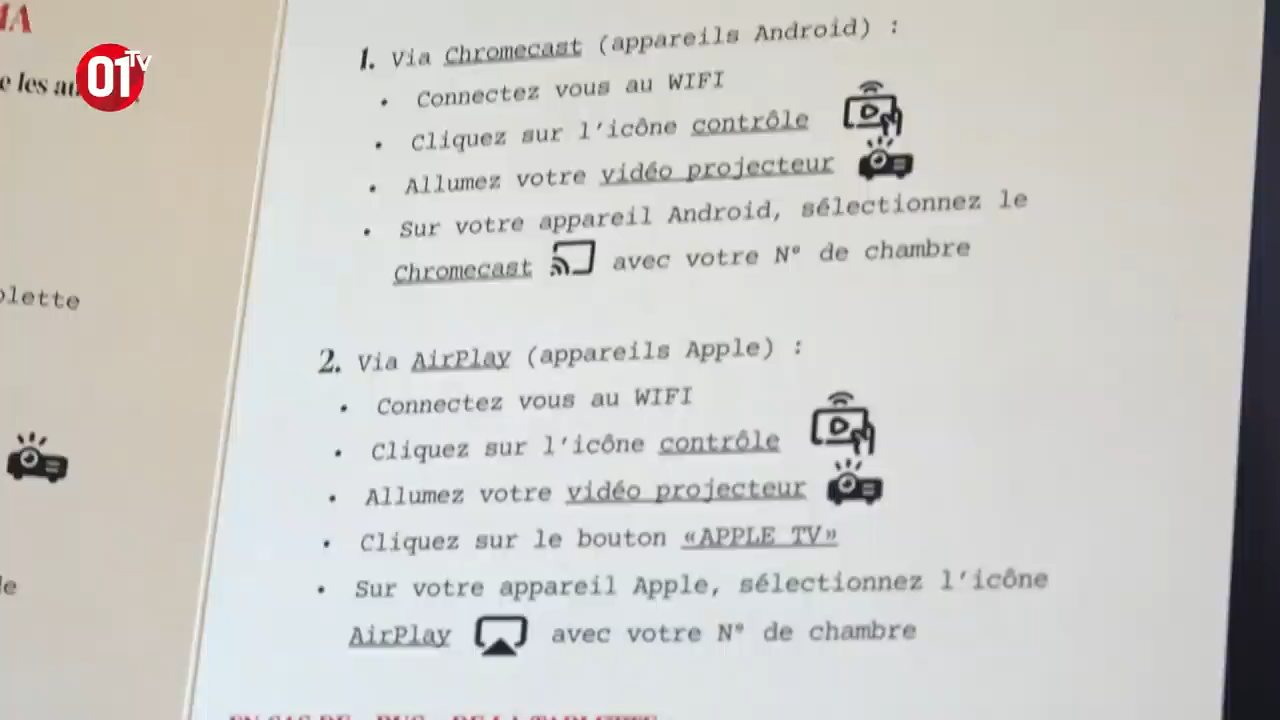 01TV
1. Via Chromecast (appareils Android) :
• Connectez vous au WIFI
• Cliquez sur l'icône contrôle
• Allumez votre vidéo projecteur
• Sur votre appareil Android, sélectionnez le
Chromecast avec votre N° de chambre
2. Via AirPlay (appareils Apple) :
• Connectez vous au WIFI
• Cliquez sur l'icône contrôle
• Allumez votre vidéo projecteur
• Cliquez sur le bouton «APPLE TV»
• Sur votre appareil Apple, sélectionnez l'icône
AirPlay avec votre N° de chambre
les